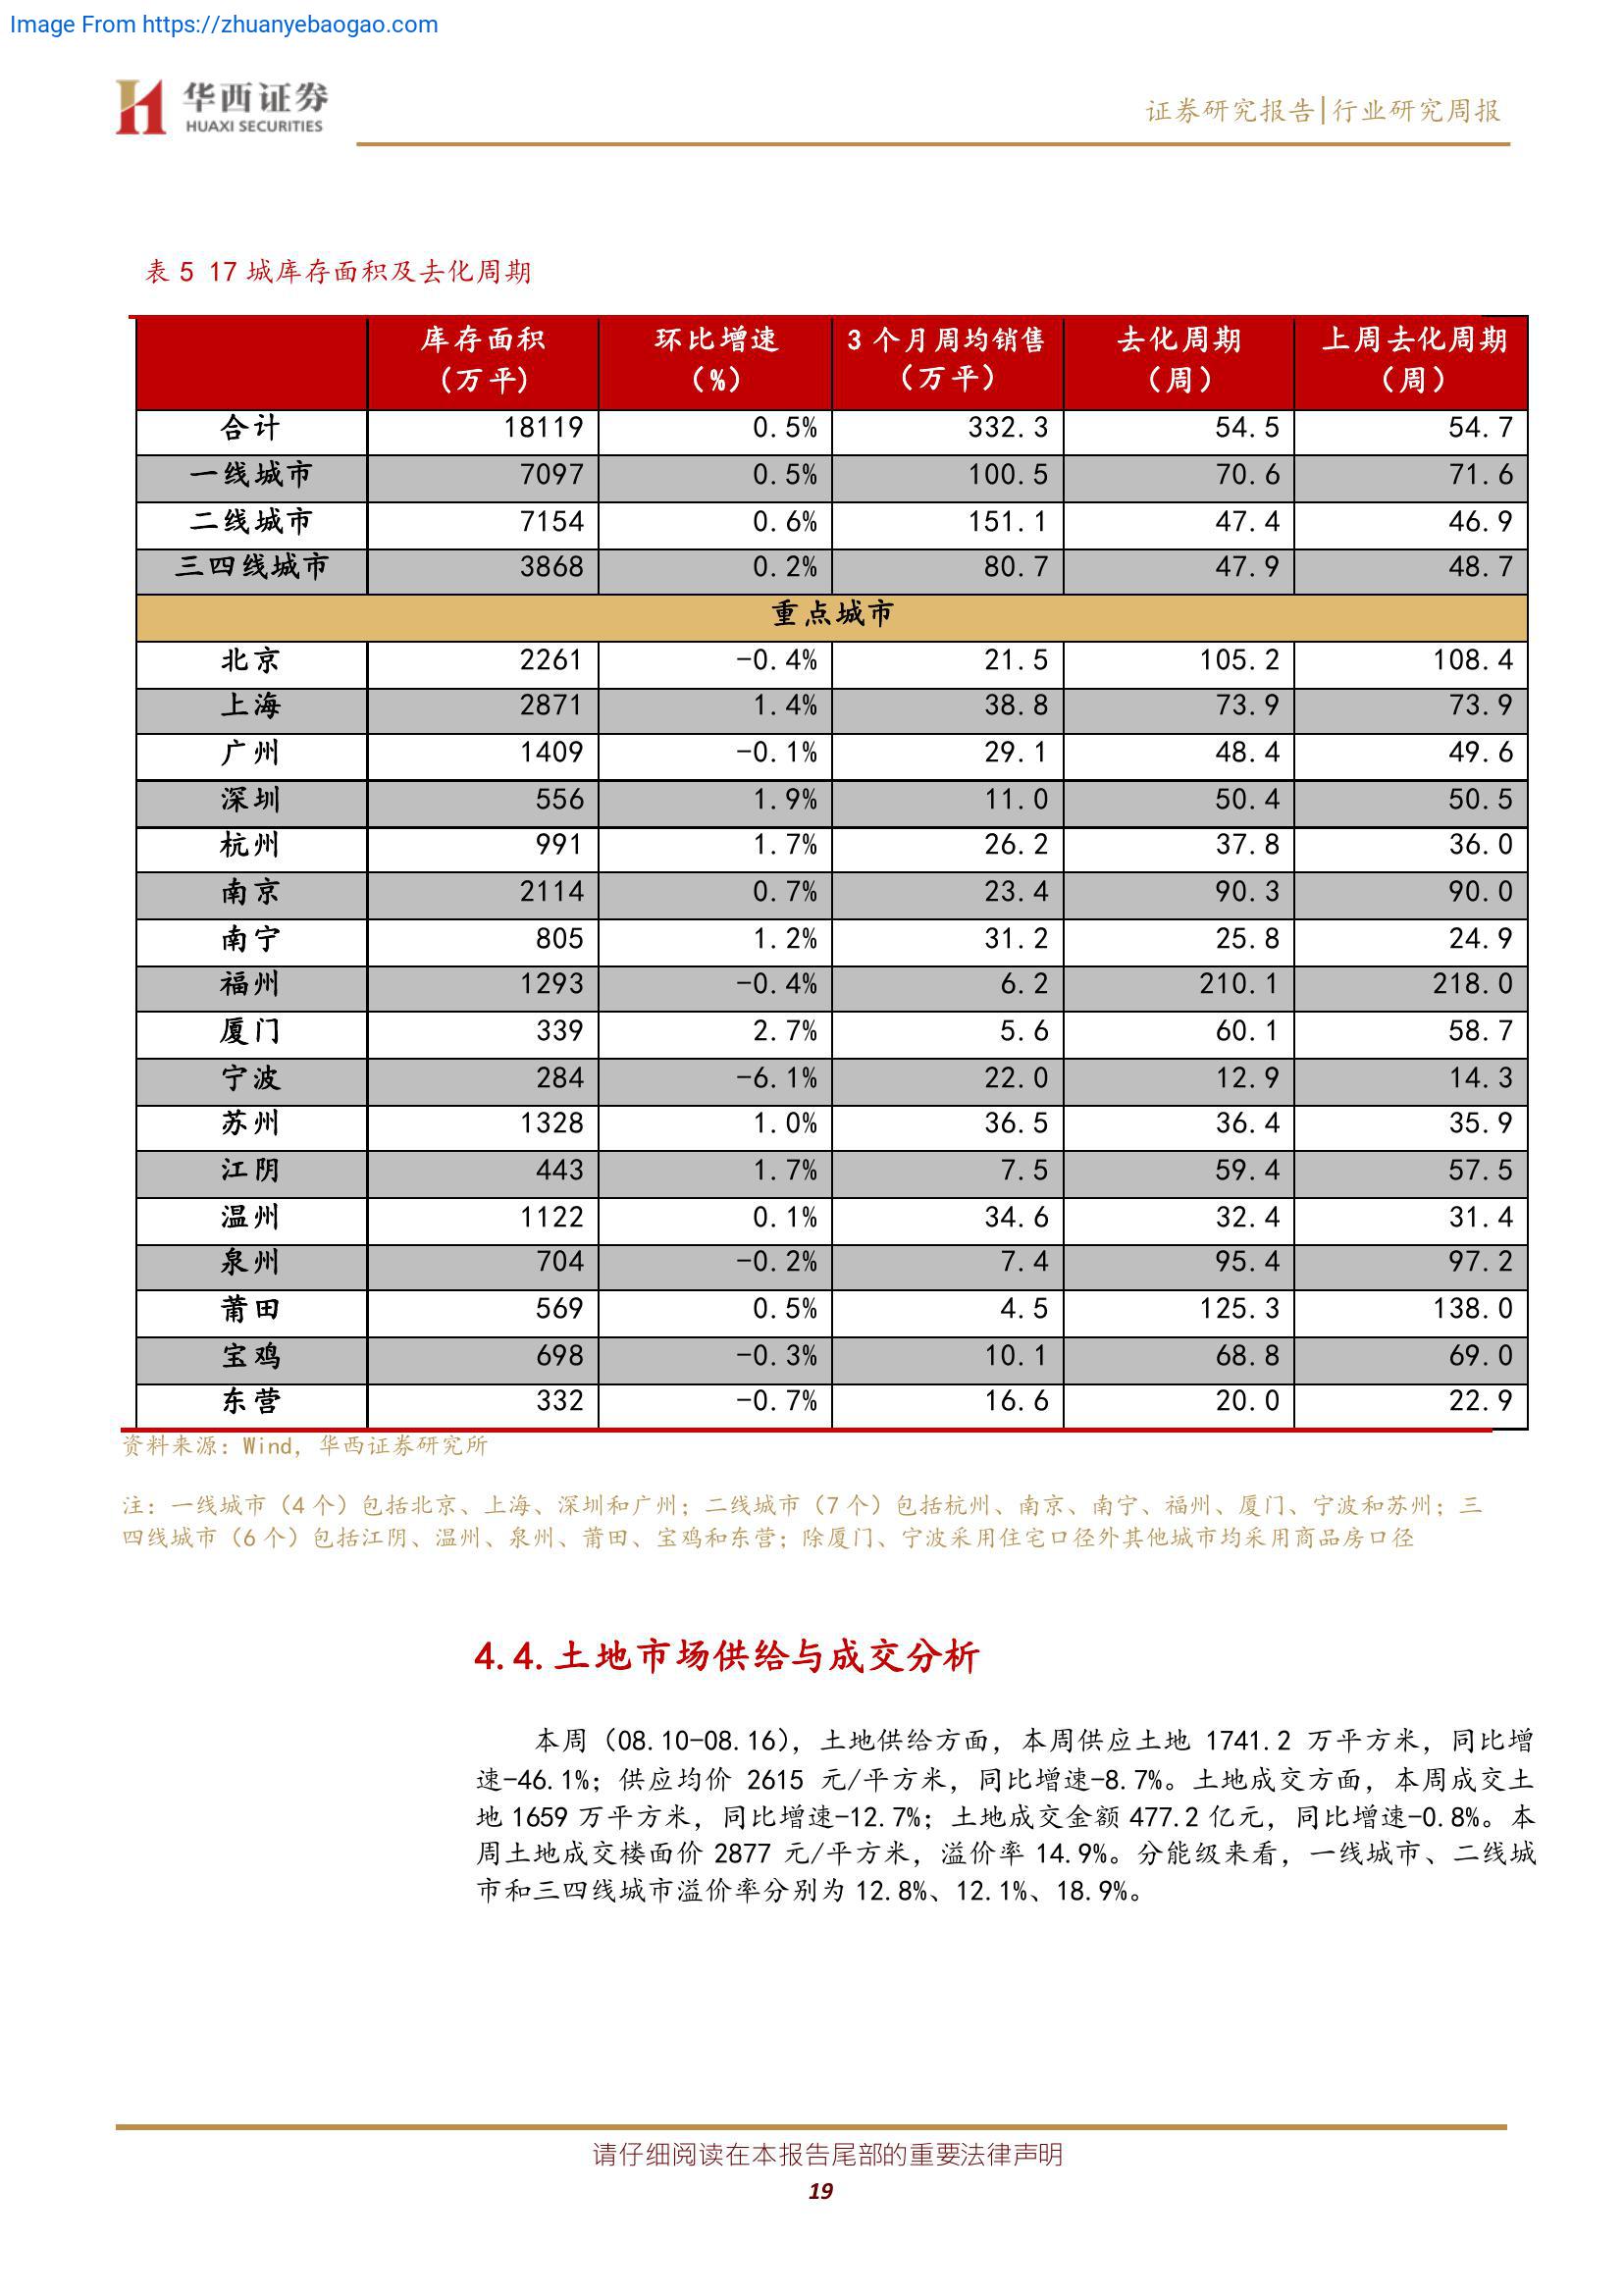 Image From https://zhuanyebaogao.com
华西证券
HUAXI SECURITIES
证券研究报告|行业研究周报
表 5 17 城库存面积及去化周期
库存面积（万平） 环比增速（%） 3 个月周均销售（万平） 去化周期（周） 上周去化周期（周）
合计 18119 0.5% 332.3 54.5 54.7
一线城市 7097 0.5% 100.5 70.6 71.6
二线城市 7154 0.6% 151.1 47.4 46.9
三四线城市 3868 0.2% 80.7 47.9 48.7
重点城市
北京 2261 -0.4% 21.5 105.2 108.4
上海 2871 1.4% 38.8 73.9 73.9
广州 1409 -0.1% 29.1 48.4 49.6
深圳 556 1.9% 11.0 50.4 50.5
杭州 991 1.7% 26.2 37.8 36.0
南京 2114 0.7% 23.4 90.3 90.0
南宁 805 1.2% 31.2 25.8 24.9
福州 1293 -0.4% 6.2 210.1 218.0
厦门 339 2.7% 5.6 60.1 58.7
宁波 284 -6.1% 22.0 12.9 14.3
苏州 1328 1.0% 36.5 36.4 35.9
江阴 443 1.7% 7.5 59.4 57.5
温州 1122 0.1% 34.6 32.4 31.4
泉州 704 -0.2% 7.4 95.4 97.2
莆田 569 0.5% 4.5 125.3 138.0
宝鸡 698 -0.3% 10.1 68.8 69.0
东营 332 -0.7% 16.6 20.0 22.9
资料来源：Wind，华西证券研究所
注：一线城市（4 个）包括北京、上海、深圳和广州；二线城市（7 个）包括杭州、南京、南宁、福州、厦门、宁波和苏州；三
四线城市（6 个）包括江阴、温州、泉州、莆田、宝鸡和东营；除厦门、宁波采用住宅口径外其他城市均采用商品房口径
4.4.土地市场供给与成交分析
本周（08.10-08.16），土地供给方面，本周供应土地 1741.2 万平方米，同比增
速-46.1%；供应均价 2615 元/平方米，同比增速-8.7%。土地成交方面，本周成交土
地 1659 万平方米，同比增速-12.7%；土地成交金额 477.2 亿元，同比增速-0.8%。本
周土地成交楼面价 2877 元/平方米，溢价率 14.9%。分能级来看，一线城市、二线城
市和三四线城市溢价率分别为 12.8%、12.1%、18.9%。
请仔细阅读在本报告尾部的重要法律声明
19